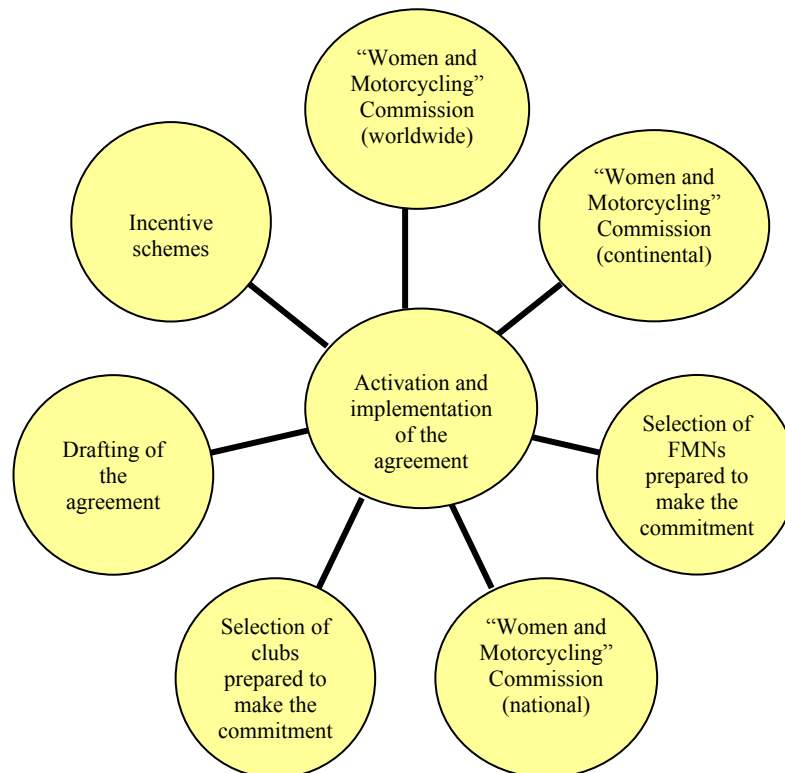 “Women and
Motorcycling”
Commission
(worldwide)
“Women and
Motorcycling”
Commission
(continental)
Incentive
schemes
Activation and
implementation
of the
agreement
Selection of
FMNs
prepared to
make the
commitment
Drafting of
the
agreement
Selection of
clubs
prepared to
make the
commitment
“Women and
Motorcycling”
Commission
(national)